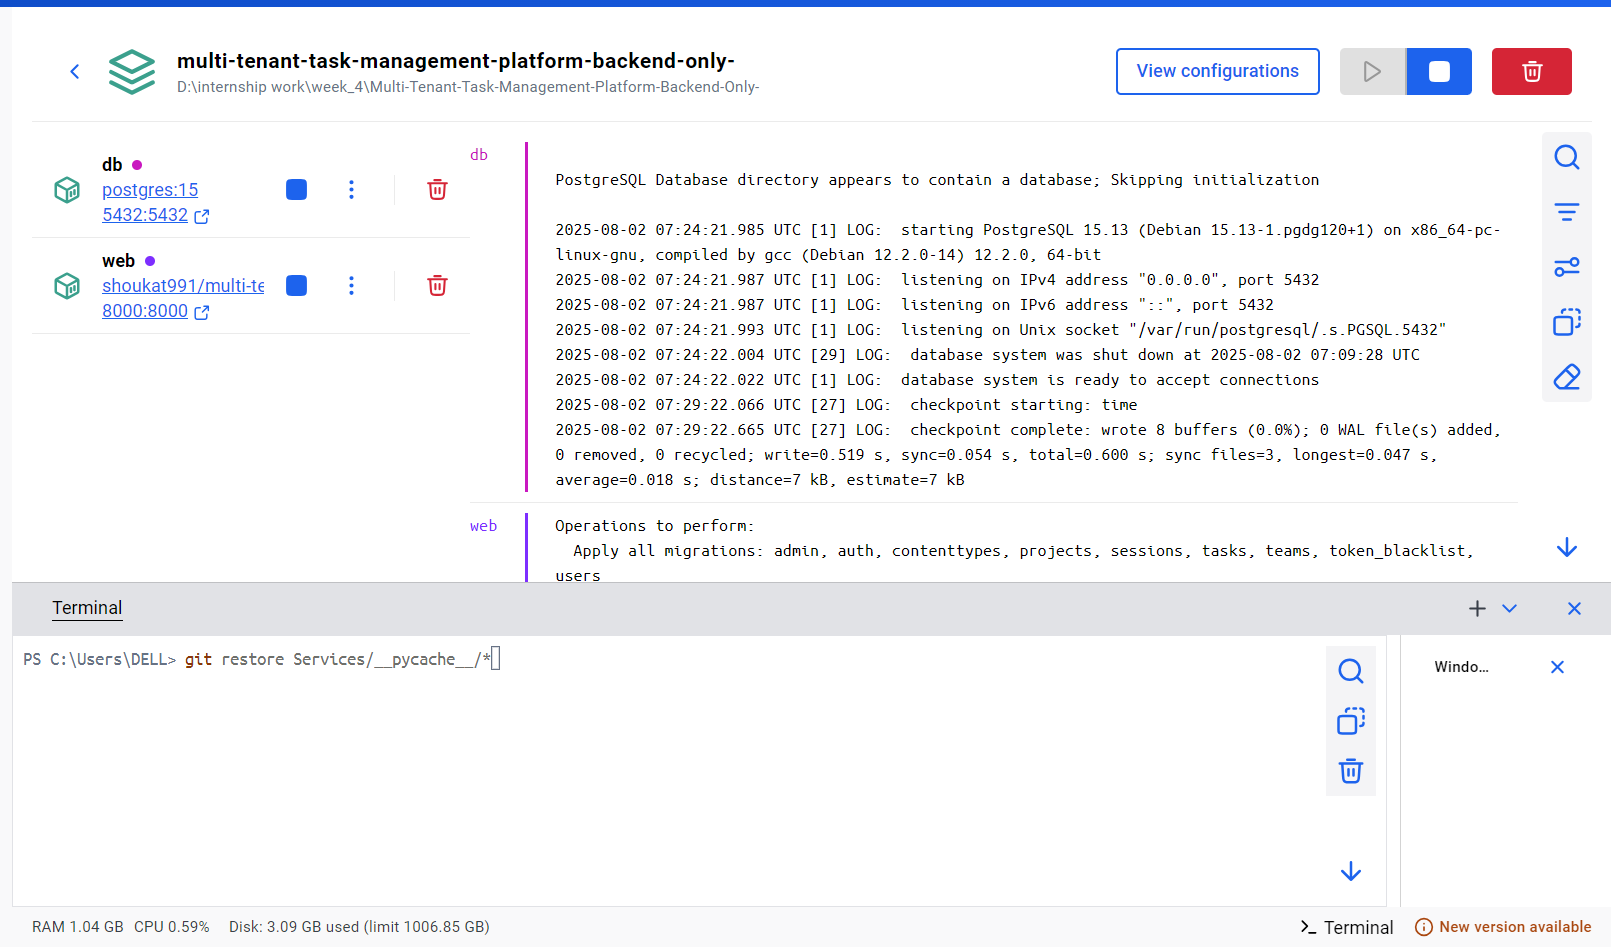 multi-tenant-task-management-platform-backend-only-
D:\internship work\week_4\Multi-Tenant-Task-Management-Platform-Backend-Only-
View configurations
db
postgres:15
5432:5432
web
shoukat991/multi-te
8000:8000
db
PostgreSQL Database directory appears to contain a database; Skipping initialization
2025-08-02 07:24:21.985 UTC [1] LOG:  starting PostgreSQL 15.13 (Debian 15.13-1.pgdg120+1) on x86_64-pc-
linux-gnu, compiled by gcc (Debian 12.2.0-14) 12.2.0, 64-bit
2025-08-02 07:24:21.987 UTC [1] LOG:  listening on IPv4 address "0.0.0.0", port 5432
2025-08-02 07:24:21.987 UTC [1] LOG:  listening on IPv6 address "::", port 5432
2025-08-02 07:24:21.993 UTC [1] LOG:  listening on Unix socket "/var/run/postgresql/.s.PGSQL.5432"
2025-08-02 07:24:22.004 UTC [29] LOG:  database system was shut down at 2025-08-02 07:09:28 UTC
2025-08-02 07:24:22.022 UTC [1] LOG:  database system is ready to accept connections
2025-08-02 07:29:22.066 UTC [27] LOG:  checkpoint starting: time
2025-08-02 07:29:22.665 UTC [27] LOG:  checkpoint complete: wrote 8 buffers (0.0%); 0 WAL file(s) added,
0 removed, 0 recycled; write=0.519 s, sync=0.054 s, total=0.600 s; sync files=3, longest=0.047 s,
average=0.018 s; distance=7 kB, estimate=7 kB
web
Operations to perform:
  Apply all migrations: admin, auth, contenttypes, projects, sessions, tasks, teams, token_blacklist,
users
Terminal
PS C:\Users\DELL> git restore Services/__pycache__/*
Windo...
RAM 1.04 GB CPU 0.59% Disk: 3.09 GB used (limit 1006.85 GB)
Terminal
New version available